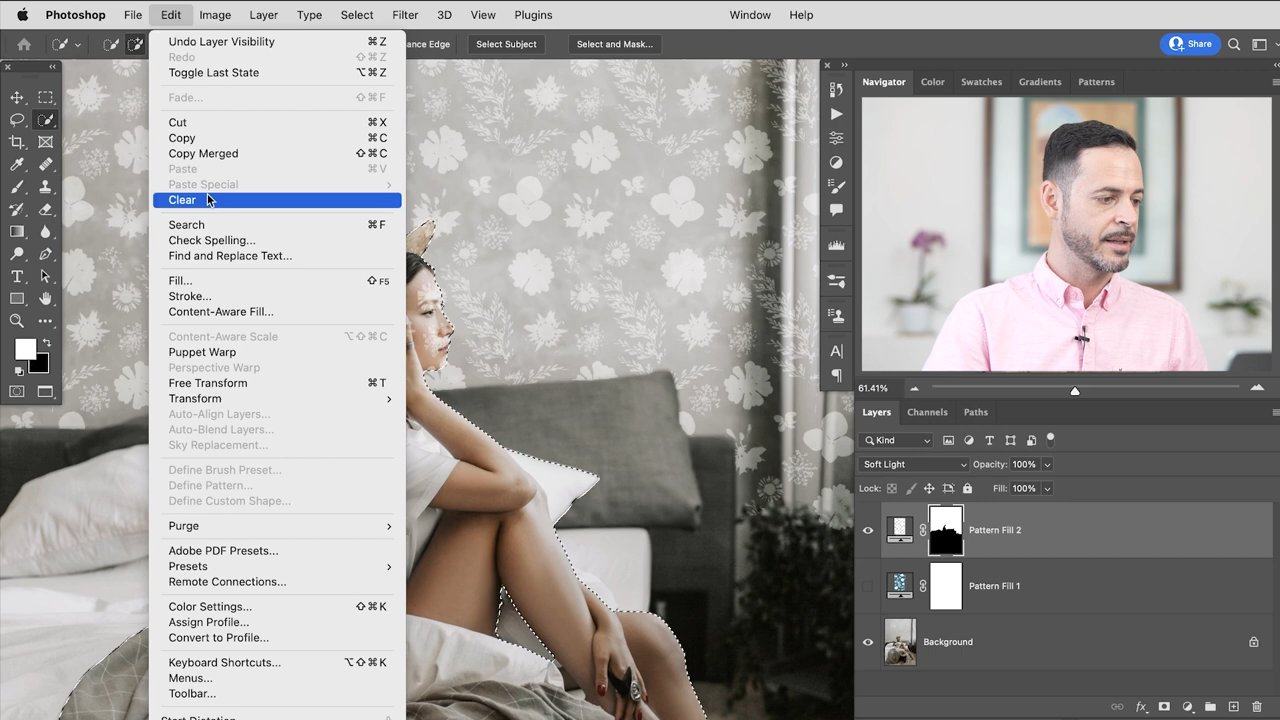 Photoshop File Edit Image Layer Type Select Filter 3D View Plugins Window Help
ance Edge Select Subject Select and Mask... Share
Undo Layer Visibility ⌘Z
Redo ⇧⌘Z
Toggle Last State ⌥⌘Z
Fade... ⇧⌘F
Cut ⌘X
Copy ⌘C
Copy Merged ⇧⌘C
Paste ⌘V
Paste Special
Clear
Search ⌘F
Check Spelling...
Find and Replace Text...
Fill... ⇧F5
Stroke...
Content-Aware Fill...
Content-Aware Scale ⌥⇧⌘C
Puppet Warp
Perspective Warp
Free Transform ⌘T
Transform
Auto-Align Layers...
Auto-Blend Layers...
Sky Replacement...
Define Brush Preset...
Define Pattern...
Define Custom Shape...
Purge
Adobe PDF Presets...
Presets
Remote Connections...
Color Settings... ⇧⌘K
Assign Profile...
Convert to Profile...
Keyboard Shortcuts... ⌥⇧⌘K
Menus...
Toolbar...
Start Dictation
Navigator Color Swatches Gradients Patterns
61.41%
Layers Channels Paths
Kind
Soft Light Opacity: 100%
Lock: Fill: 100%
Pattern Fill 2
Pattern Fill 1
Background